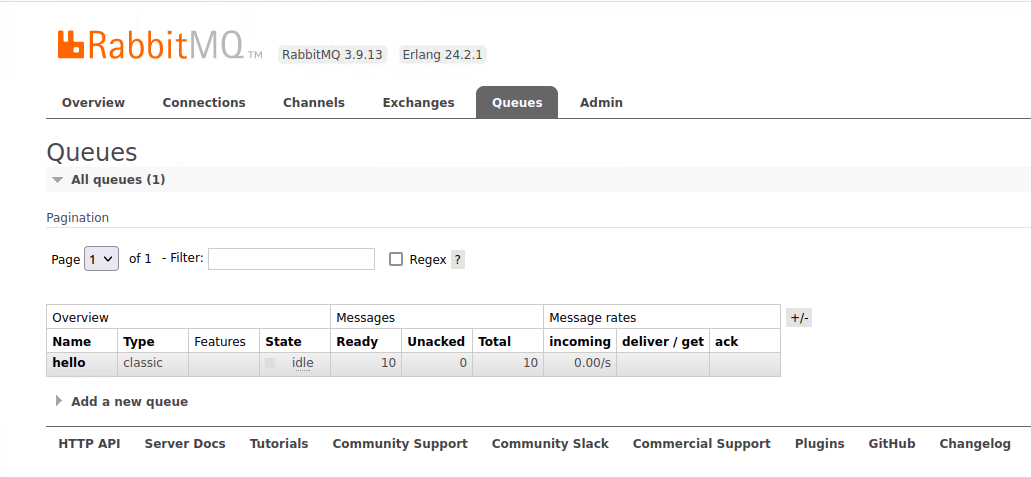 RabbitMQ TM RabbitMQ 3.9.13 Erlang 24.2.1
Overview Connections Channels Exchanges Queues Admin
Queues
All queues (1)
Pagination
Page 1 of 1 - Filter: Regex ?
Overview Messages Message rates +/-
Name Type Features State Ready Unacked Total incoming deliver / get ack
hello classic idle 10 0 10 0.00/s
Add a new queue
HTTP API Server Docs Tutorials Community Support Community Slack Commercial Support Plugins GitHub Changelog